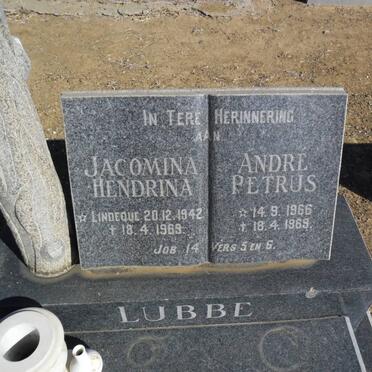 IN TERE HERINNERING
AAN
JACOMINA
HENDRINA
☆ LINDEQUE 20.12.1942
† 18.4.1969.
ANDRE
PETRUS
☆ 14.9.1966
† 18.4.1969.
JOB. 14 VERS 5 EN 6.
LUBBE